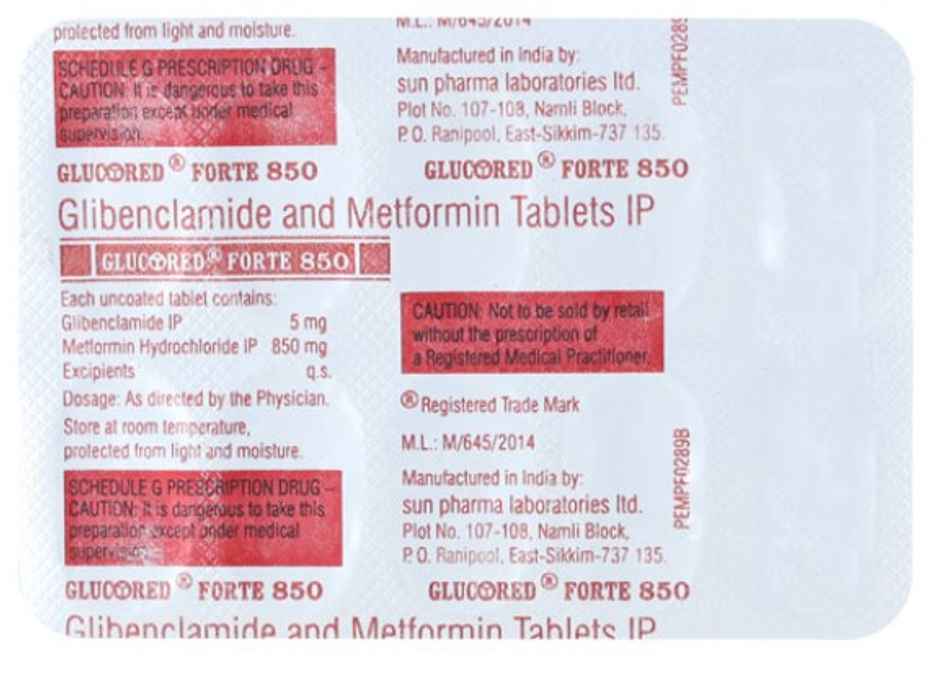 protected from light and moisture.
SCHEDULE G PRESCRIPTION DRUG –
CAUTION: It is dangerous to take this
preparation except under medical
supervision.
GLUCORED® FORTE 850
M.L.: M/645/2014
Manufactured in India by:
sun pharma laboratories ltd.
Plot No. 107-108, Namli Block,
P.O. Ranipool, East-Sikkim-737 135.
GLUCORED® FORTE 850
PEMPF0289B
Glibenclamide and Metformin Tablets IP
GLUCORED® FORTE 850
Each uncoated tablet contains:
Glibenclamide IP 5 mg
Metformin Hydrochloride IP 850 mg
Excipients q.s.
Dosage: As directed by the Physician.
Store at room temperature,
protected from light and moisture.
SCHEDULE G PRESCRIPTION DRUG –
CAUTION: It is dangerous to take this
preparation except under medical
supervision.
GLUCORED® FORTE 850
CAUTION: Not to be sold by retail
without the prescription of
a Registered Medical Practitioner.
® Registered Trade Mark
M.L.: M/645/2014
Manufactured in India by:
sun pharma laboratories ltd.
Plot No. 107-108, Namli Block,
P.O. Ranipool, East-Sikkim-737 135.
GLUCORED® FORTE 850
PEMPF0289B
Glibenclamide and Metformin Tablets IP